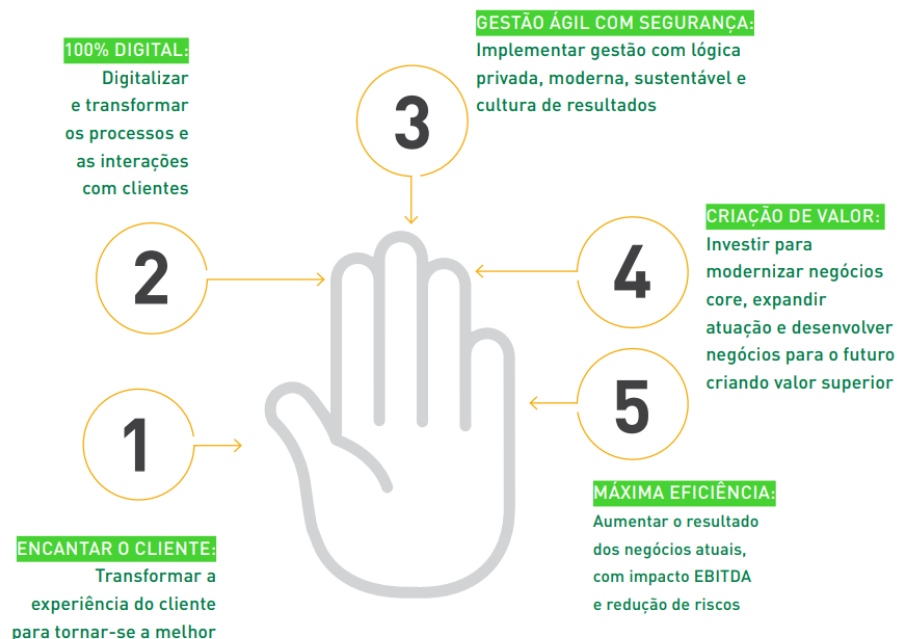 1
ENCANTAR O CLIENTE:
Transformar a
experiência do cliente
para tornar-se a melhor
2
100% DIGITAL:
Digitalizar
e transformar
os processos e
as interações
com clientes
3
GESTÃO ÁGIL COM SEGURANÇA:
Implementar gestão com lógica
privada, moderna, sustentável e
cultura de resultados
4
CRIAÇÃO DE VALOR:
Investir para
modernizar negócios
core, expandir
atuação e desenvolver
negócios para o futuro
criando valor superior
5
MÁXIMA EFICIÊNCIA:
Aumentar o resultado
dos negócios atuais,
com impacto EBITDA
e redução de riscos